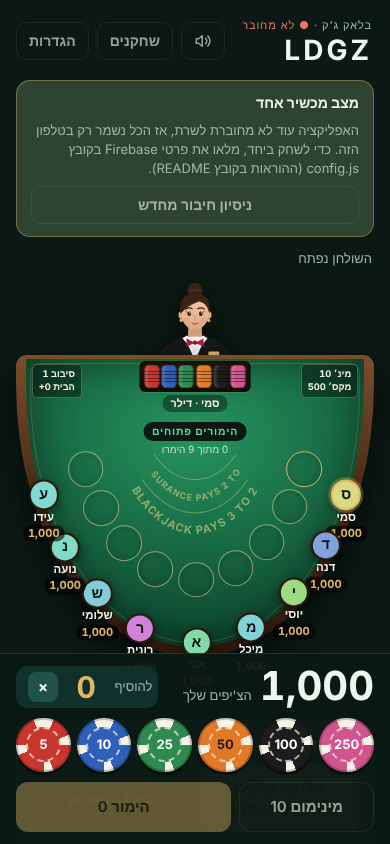 בלאק ג'ק · ● לא מחובר
LDGZ
שחקנים
הגדרות
מצב מכשיר אחד
האפליקציה עוד לא מחוברת לשרת, אז הכל נשמר רק בטלפון
הזה. כדי לשחק ביחד, מלאו את פרטי Firebase בקובץ
config.js (ההוראות בקובץ README).
ניסיון חיבור מחדש
השולחן נפתח
מינ׳ 10
מקס׳ 500
סיבוב 1
הבית +0
סמי · דילר
הימורים פתוחים
0 מתוך 9 הימרו
SURANCE PAYS 2 TO
BLACKJACK PAYS 3 TO 2
ס
סמי
1,000
ד
דנה
1,000
י
יוסי
1,000
מ
מיכל
1,000
א
אבי
1,000
ר
רונית
ש
שלומי
1,000
נ
נועה
1,000
ע
עידו
1,000
1,000
הצ'יפים שלך
להוסיף
0
×
5
10
25
50
100
250
מינימום 10
הימור 0